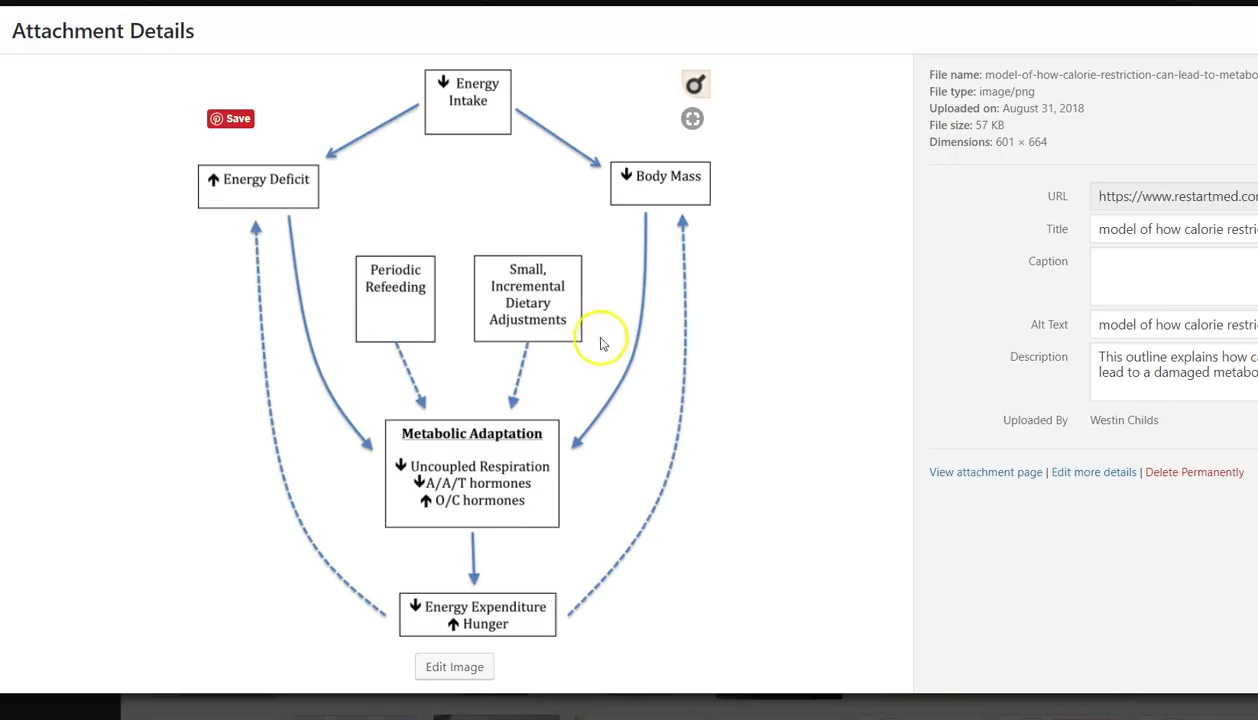 Attachment Details
↓ Energy
Intake
Save
↑ Energy Deficit
↓ Body Mass
Periodic
Refeeding
Small,
Incremental
Dietary
Adjustments
Metabolic Adaptation
↓ Uncoupled Respiration
↓A/A/T hormones
↑ O/C hormones
↓ Energy Expenditure
↑ Hunger
Edit Image
File name: model-of-how-calorie-restriction-can-lead-to-metabo
File type: image/png
Uploaded on: August 31, 2018
File size: 57 KB
Dimensions: 601 × 664
URL https://www.restartmed.co
Title model of how calorie restri
Caption
Alt Text model of how calorie restri
Description This outline explains how c
lead to a damaged metabo
Uploaded By Westin Childs
View attachment page | Edit more details | Delete Permanently